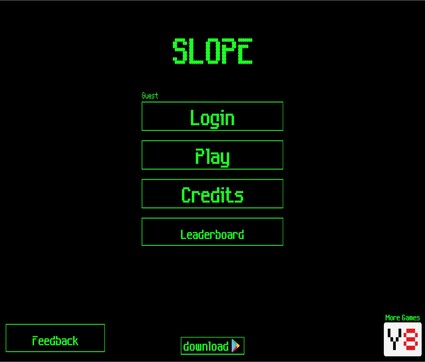 SLOPE
Guest
Login
Play
Credits
Leaderboard
More Games
Feedback
download
Y8